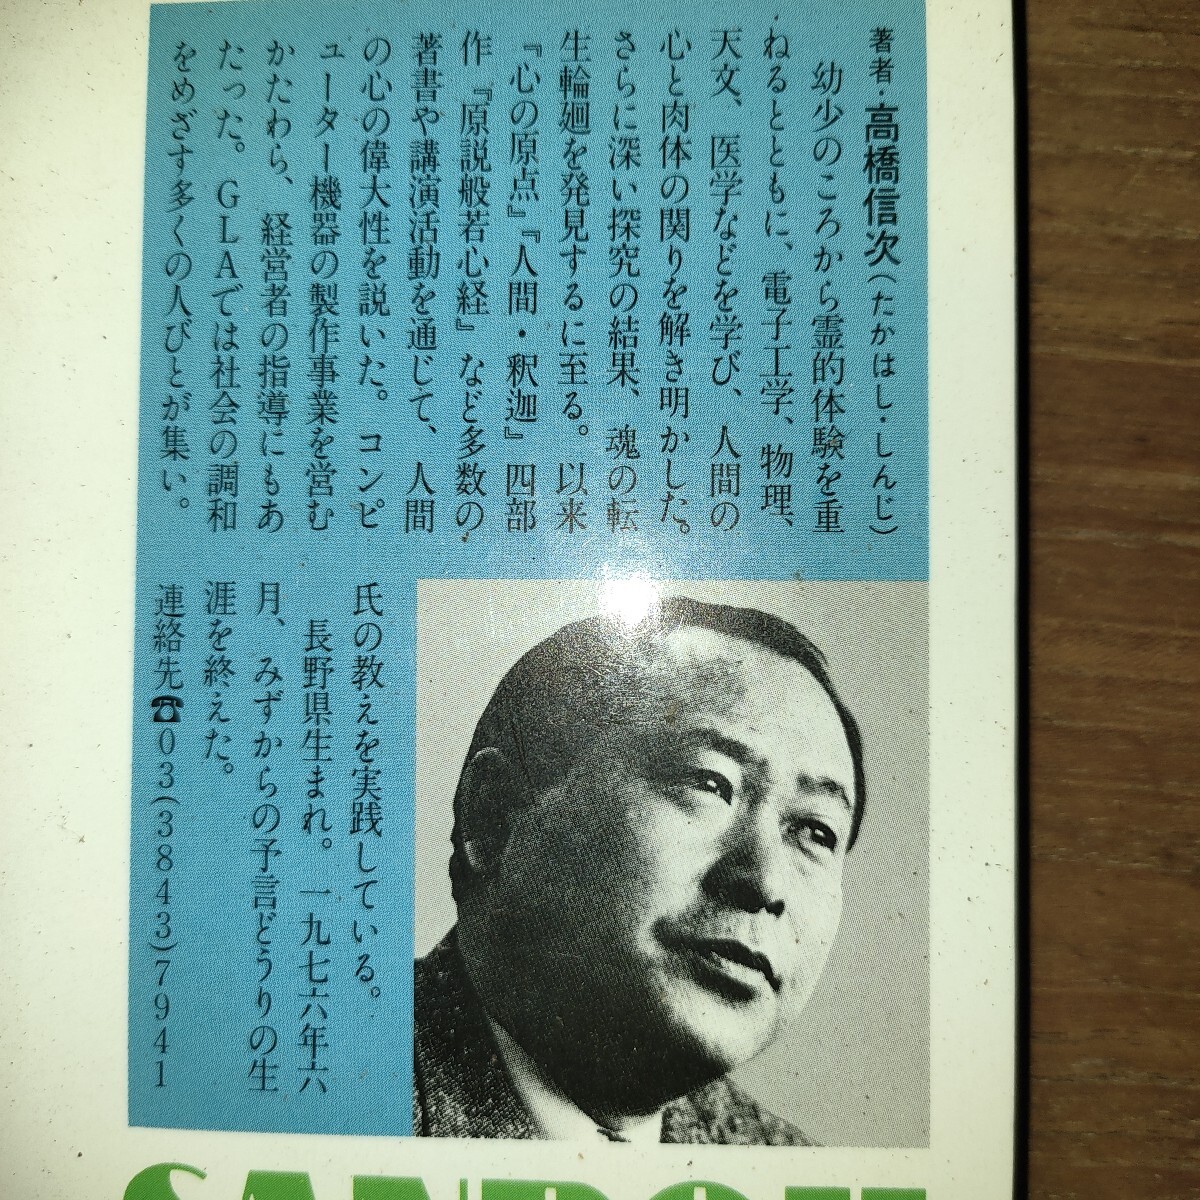 著者・高橋信次（たかはし・しんじ）
幼少のころから霊的体験を重
ねるとともに、電子工学、物理、
天文、医学などを学び、人間の
心と肉体の関りを解き明かした。
さらに深い探究の結果、魂の転
生輪廻を発見するに至る。以来
『心の原点』『人間・釈迦』四部
作『原説般若心経』など多数の
著書や講演活動を通じて、人間
の心の偉大性を説いた。コンピ
ューター機器の製作事業を営む
かたわら、経営者の指導にもあ
たった。GLAでは社会の調和
をめざす多くの人びとが集い。
氏の教えを実践している。
長野県生まれ。一九七六年六
月、みずからの予言どうりの生
涯を終えた。
連絡先☎03(3843)7941